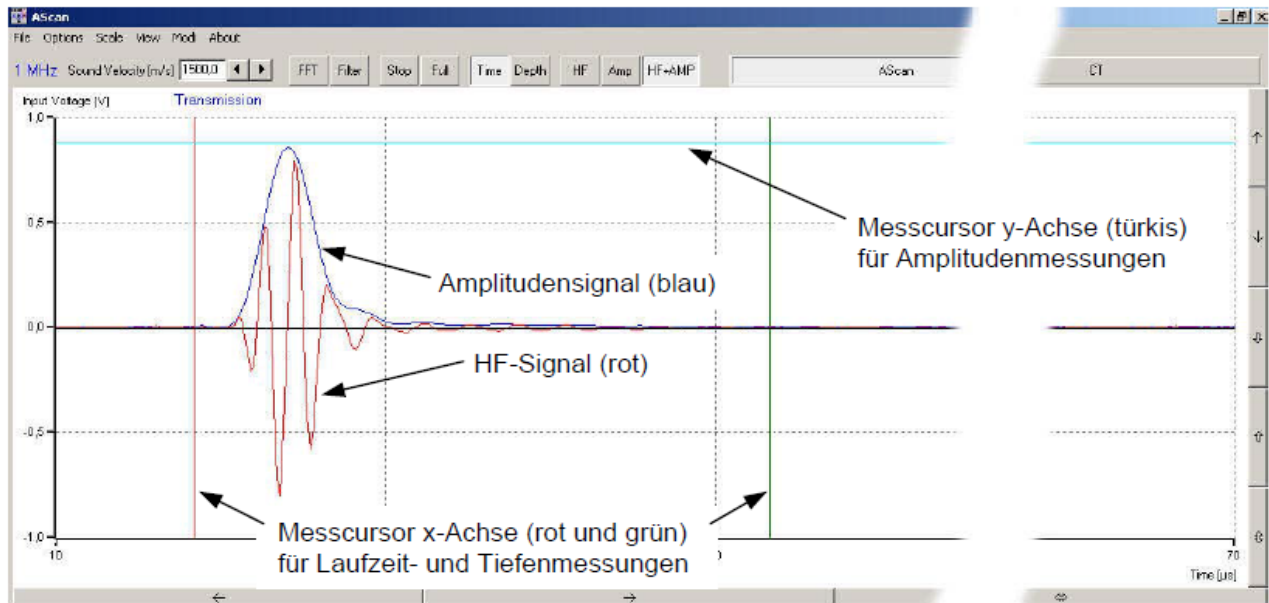 AScan
File Options Scale View Modi About
1 MHz Sound Velocity [m/s] 1500,0 FFT Filter Stop Full Time Depth HF Amp HF+AMP AScan CT
Input Voltage [V] Transmission
1,0
0,5
Messcursor y-Achse (türkis)
für Amplitudenmessungen
Amplitudensignal (blau)
0,0
HF-Signal (rot)
-0,5
Messcursor x-Achse (rot und grün)
für Laufzeit- und Tiefenmessungen
-1,0
10 70
Time [µs]